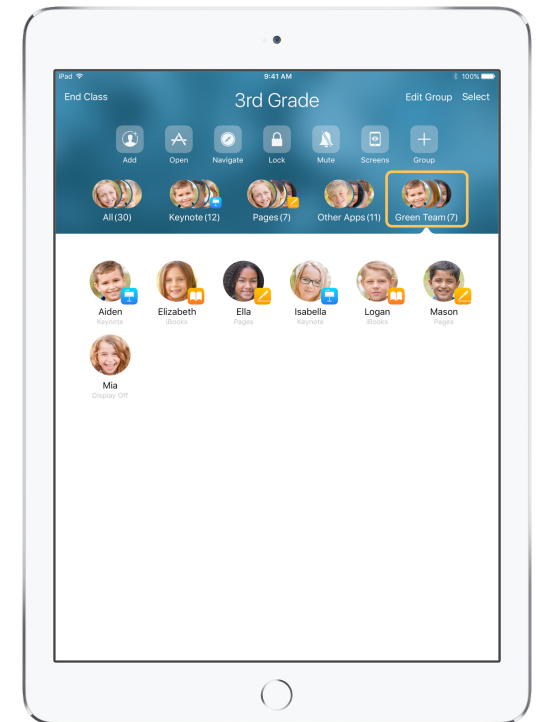 iPad 9:41 AM 100%
End Class 3rd Grade Edit Group Select
Add Open Navigate Lock Mute Screens Group
All (30) Keynote (12) Pages (7) Other Apps (11) Green Team (7)
Aiden Elizabeth Ella Isabella Logan Mason
Keynote iBooks Pages Keynote iBooks Pages
Mia
Display Off